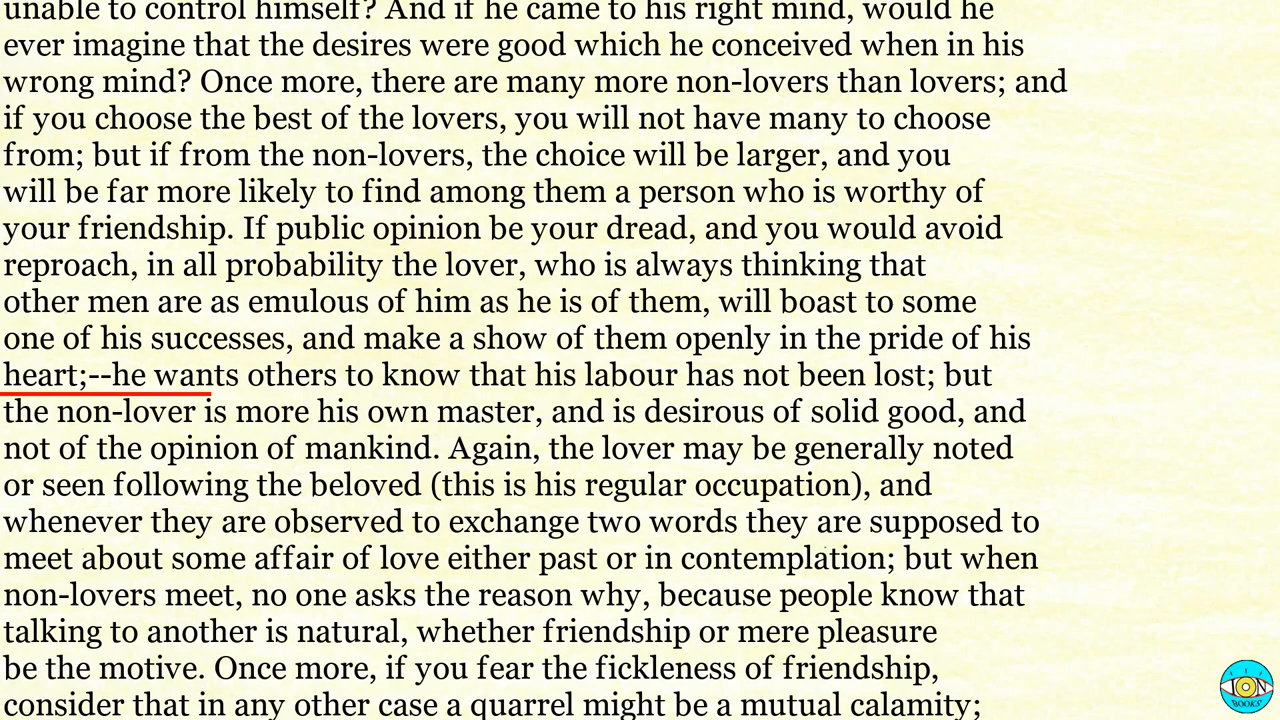 unable to control himself? And if he came to his right mind, would he
ever imagine that the desires were good which he conceived when in his
wrong mind? Once more, there are many more non-lovers than lovers; and
if you choose the best of the lovers, you will not have many to choose
from; but if from the non-lovers, the choice will be larger, and you
will be far more likely to find among them a person who is worthy of
your friendship. If public opinion be your dread, and you would avoid
reproach, in all probability the lover, who is always thinking that
other men are as emulous of him as he is of them, will boast to some
one of his successes, and make a show of them openly in the pride of his
heart;--he wants others to know that his labour has not been lost; but
the non-lover is more his own master, and is desirous of solid good, and
not of the opinion of mankind. Again, the lover may be generally noted
or seen following the beloved (this is his regular occupation), and
whenever they are observed to exchange two words they are supposed to
meet about some affair of love either past or in contemplation; but when
non-lovers meet, no one asks the reason why, because people know that
talking to another is natural, whether friendship or mere pleasure
be the motive. Once more, if you fear the fickleness of friendship,
consider that in any other case a quarrel might be a mutual calamity;
ION
BOOKS